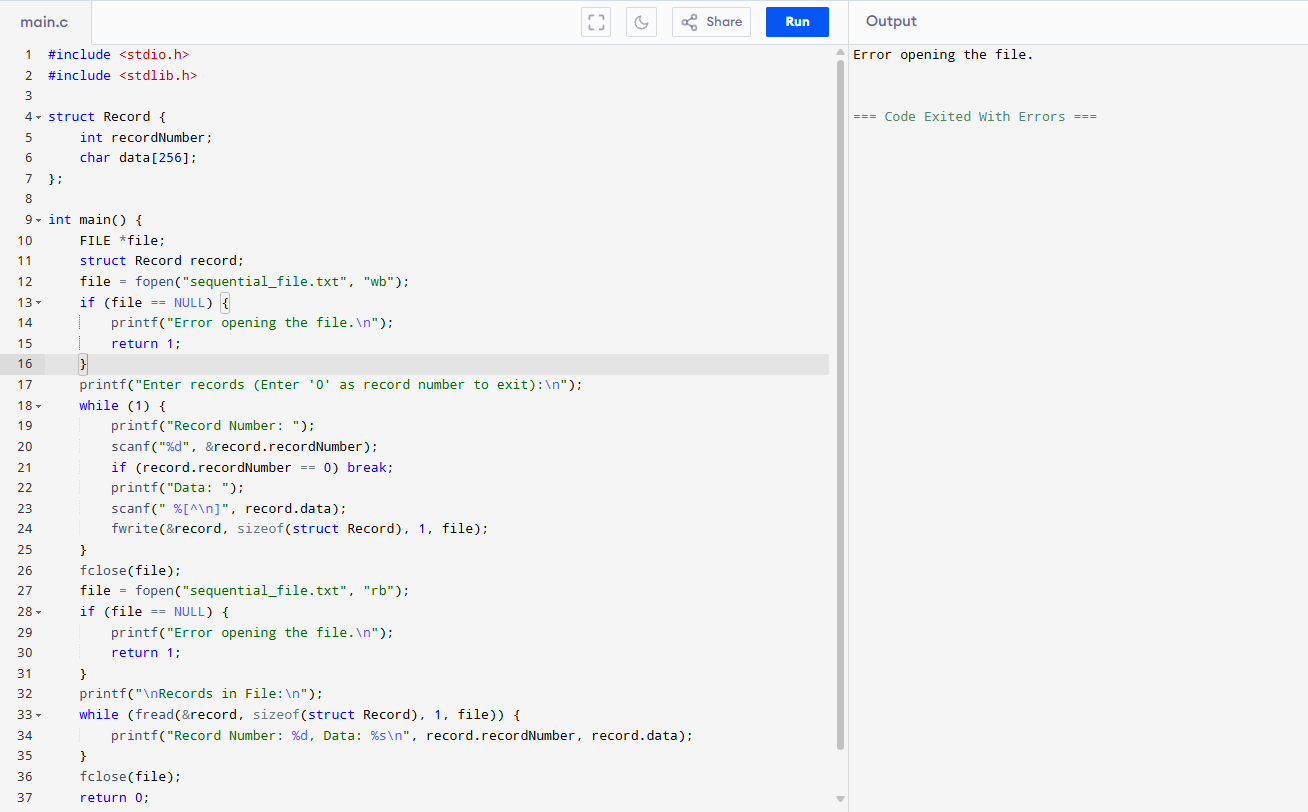 main.c
Share
Run
Output
1 #include <stdio.h>
2 #include <stdlib.h>
3
4 struct Record {
5     int recordNumber;
6     char data[256];
7 };
8
9 int main() {
10     FILE *file;
11     struct Record record;
12     file = fopen("sequential_file.txt", "wb");
13     if (file == NULL) {
14         printf("Error opening the file.\n");
15         return 1;
16     }
17     printf("Enter records (Enter '0' as record number to exit):\n");
18     while (1) {
19         printf("Record Number: ");
20         scanf("%d", &record.recordNumber);
21         if (record.recordNumber == 0) break;
22         printf("Data: ");
23         scanf(" %[^\n]", record.data);
24         fwrite(&record, sizeof(struct Record), 1, file);
25     }
26     fclose(file);
27     file = fopen("sequential_file.txt", "rb");
28     if (file == NULL) {
29         printf("Error opening the file.\n");
30         return 1;
31     }
32     printf("\nRecords in File:\n");
33     while (fread(&record, sizeof(struct Record), 1, file)) {
34         printf("Record Number: %d, Data: %s\n", record.recordNumber, record.data);
35     }
36     fclose(file);
37     return 0;
Error opening the file.
=== Code Exited With Errors ===